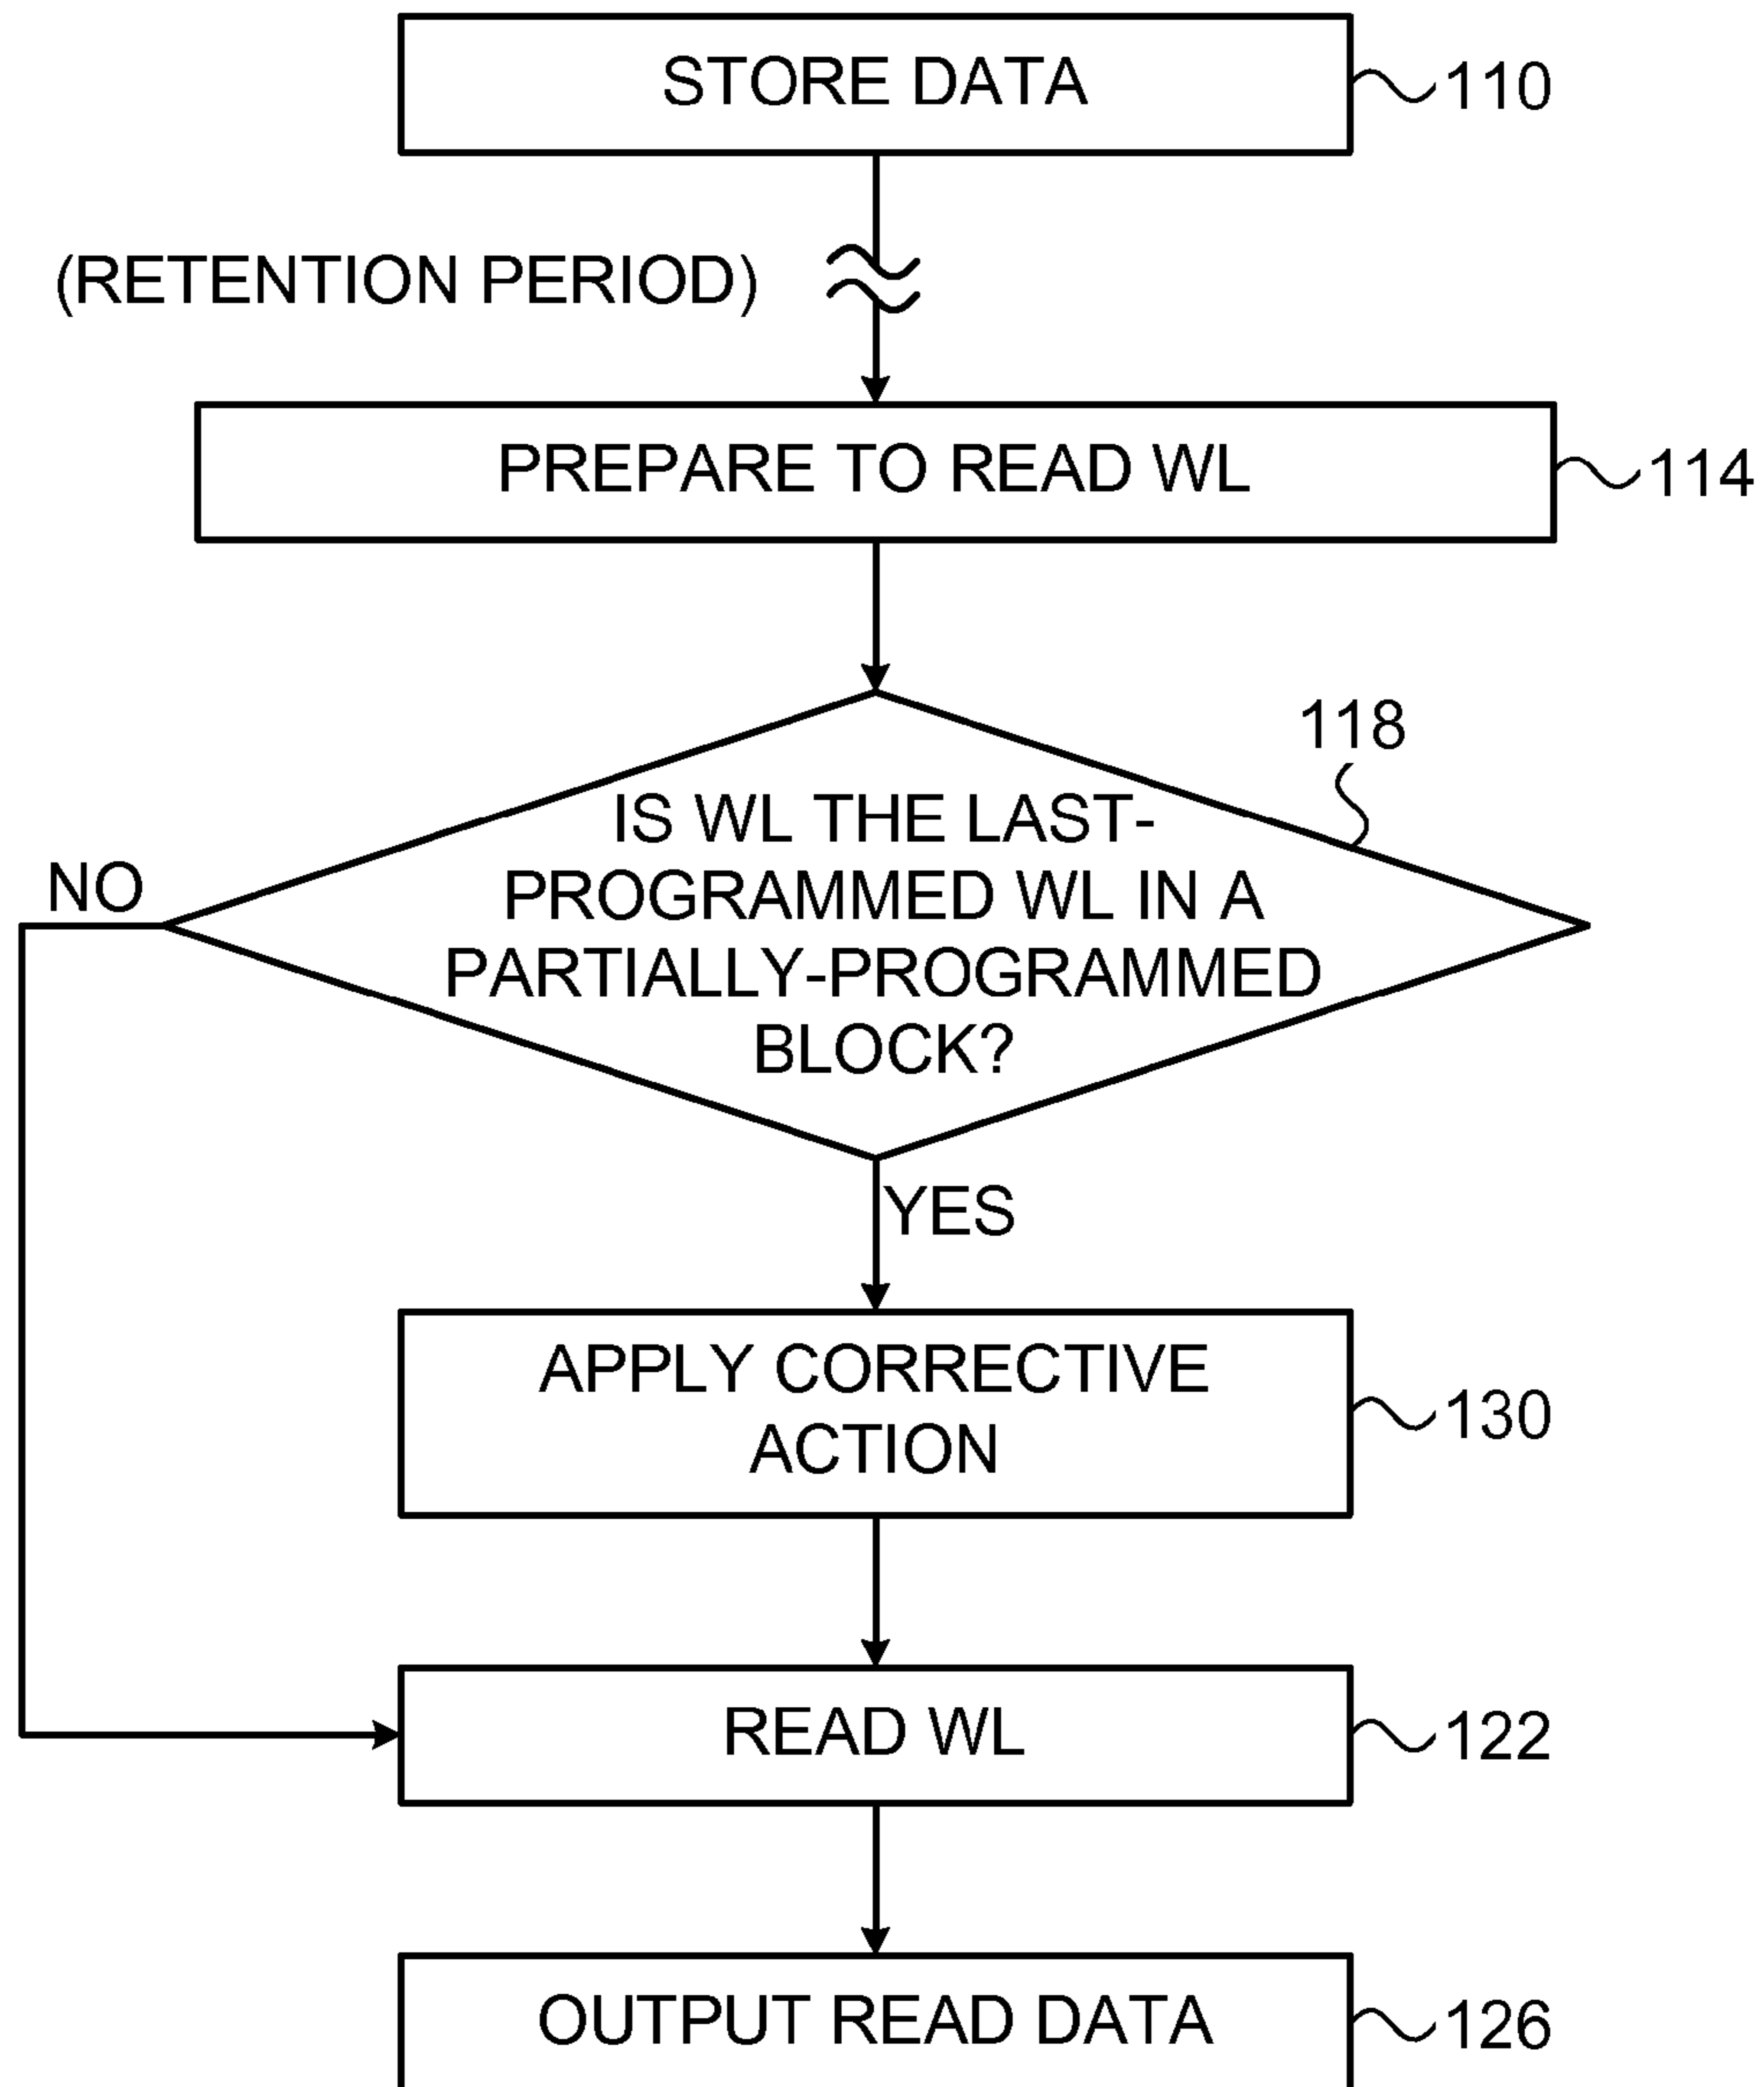 STORE DATA
110
(RETENTION PERIOD)
PREPARE TO READ WL
114
118
IS WL THE LAST-
PROGRAMMED WL IN A
PARTIALLY-PROGRAMMED
BLOCK?
NO
YES
APPLY CORRECTIVE
ACTION
130
READ WL
122
OUTPUT READ DATA
126